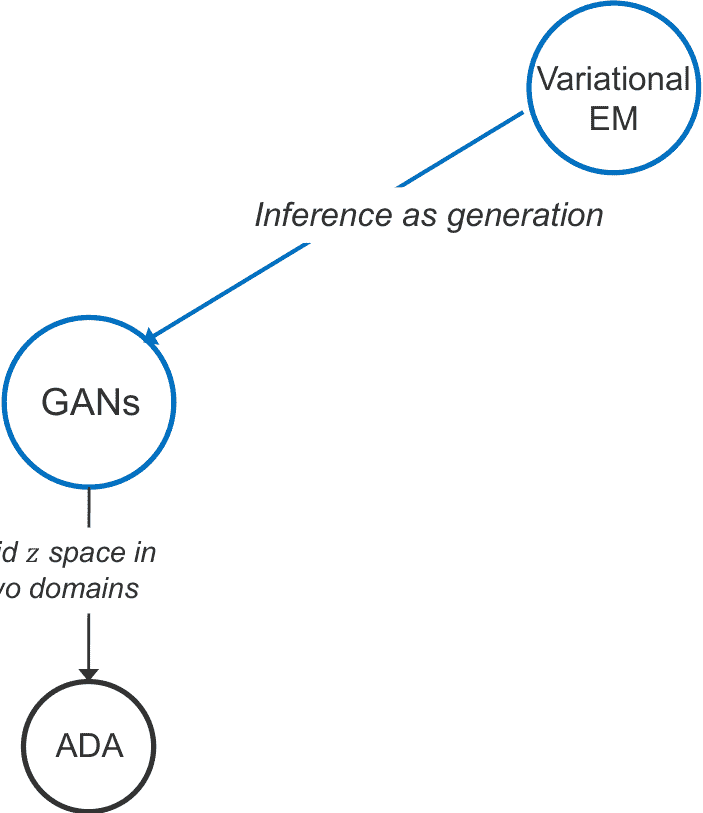 Variational
EM
Inference as generation
GANs
z space in
domains
ADA